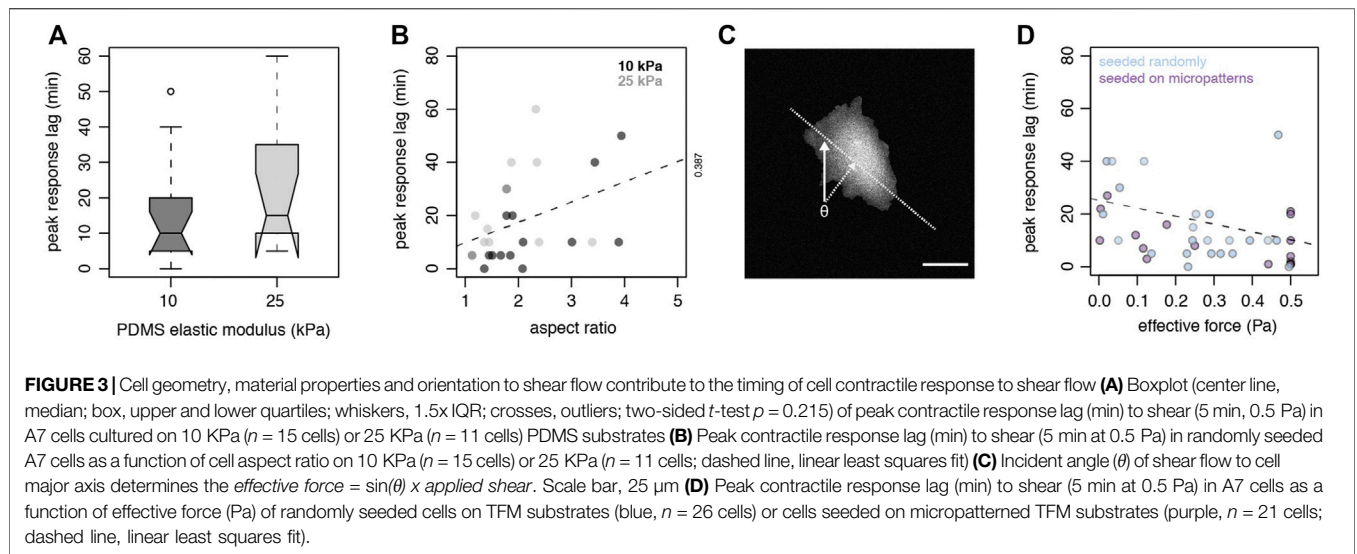 A
peak response lag (min)
60
50
40
30
20
10
0
10
25
PDMS elastic modulus (kPa)
B
peak response lag (min)
80
60
40
20
0
10 kPa
25 kPa
0.387
1 2 3 4 5
aspect ratio
C
θ
D
peak response lag (min)
80
60
40
20
0
seeded randomly
seeded on micropatterns
0.0 0.1 0.2 0.3 0.4 0.5
effective force (Pa)
FIGURE 3 | Cell geometry, material properties and orientation to shear flow contribute to the timing of cell contractile response to shear flow (A) Boxplot (center line,
median; box, upper and lower quartiles; whiskers, 1.5x IQR; crosses, outliers; two-sided t-test p = 0.215) of peak contractile response lag (min) to shear (5 min, 0.5 Pa) in
A7 cells cultured on 10 KPa (n = 15 cells) or 25 KPa (n = 11 cells) PDMS substrates (B) Peak contractile response lag (min) to shear (5 min at 0.5 Pa) in randomly seeded
A7 cells as a function of cell aspect ratio on 10 KPa (n = 15 cells) or 25 KPa (n = 11 cells; dashed line, linear least squares fit) (C) Incident angle (θ) of shear flow to cell
major axis determines the effective force = sin(θ) x applied shear. Scale bar, 25 μm (D) Peak contractile response lag (min) to shear (5 min at 0.5 Pa) in A7 cells as a
function of effective force (Pa) of randomly seeded cells on TFM substrates (blue, n = 26 cells) or cells seeded on micropatterned TFM substrates (purple, n = 21 cells;
dashed line, linear least squares fit).